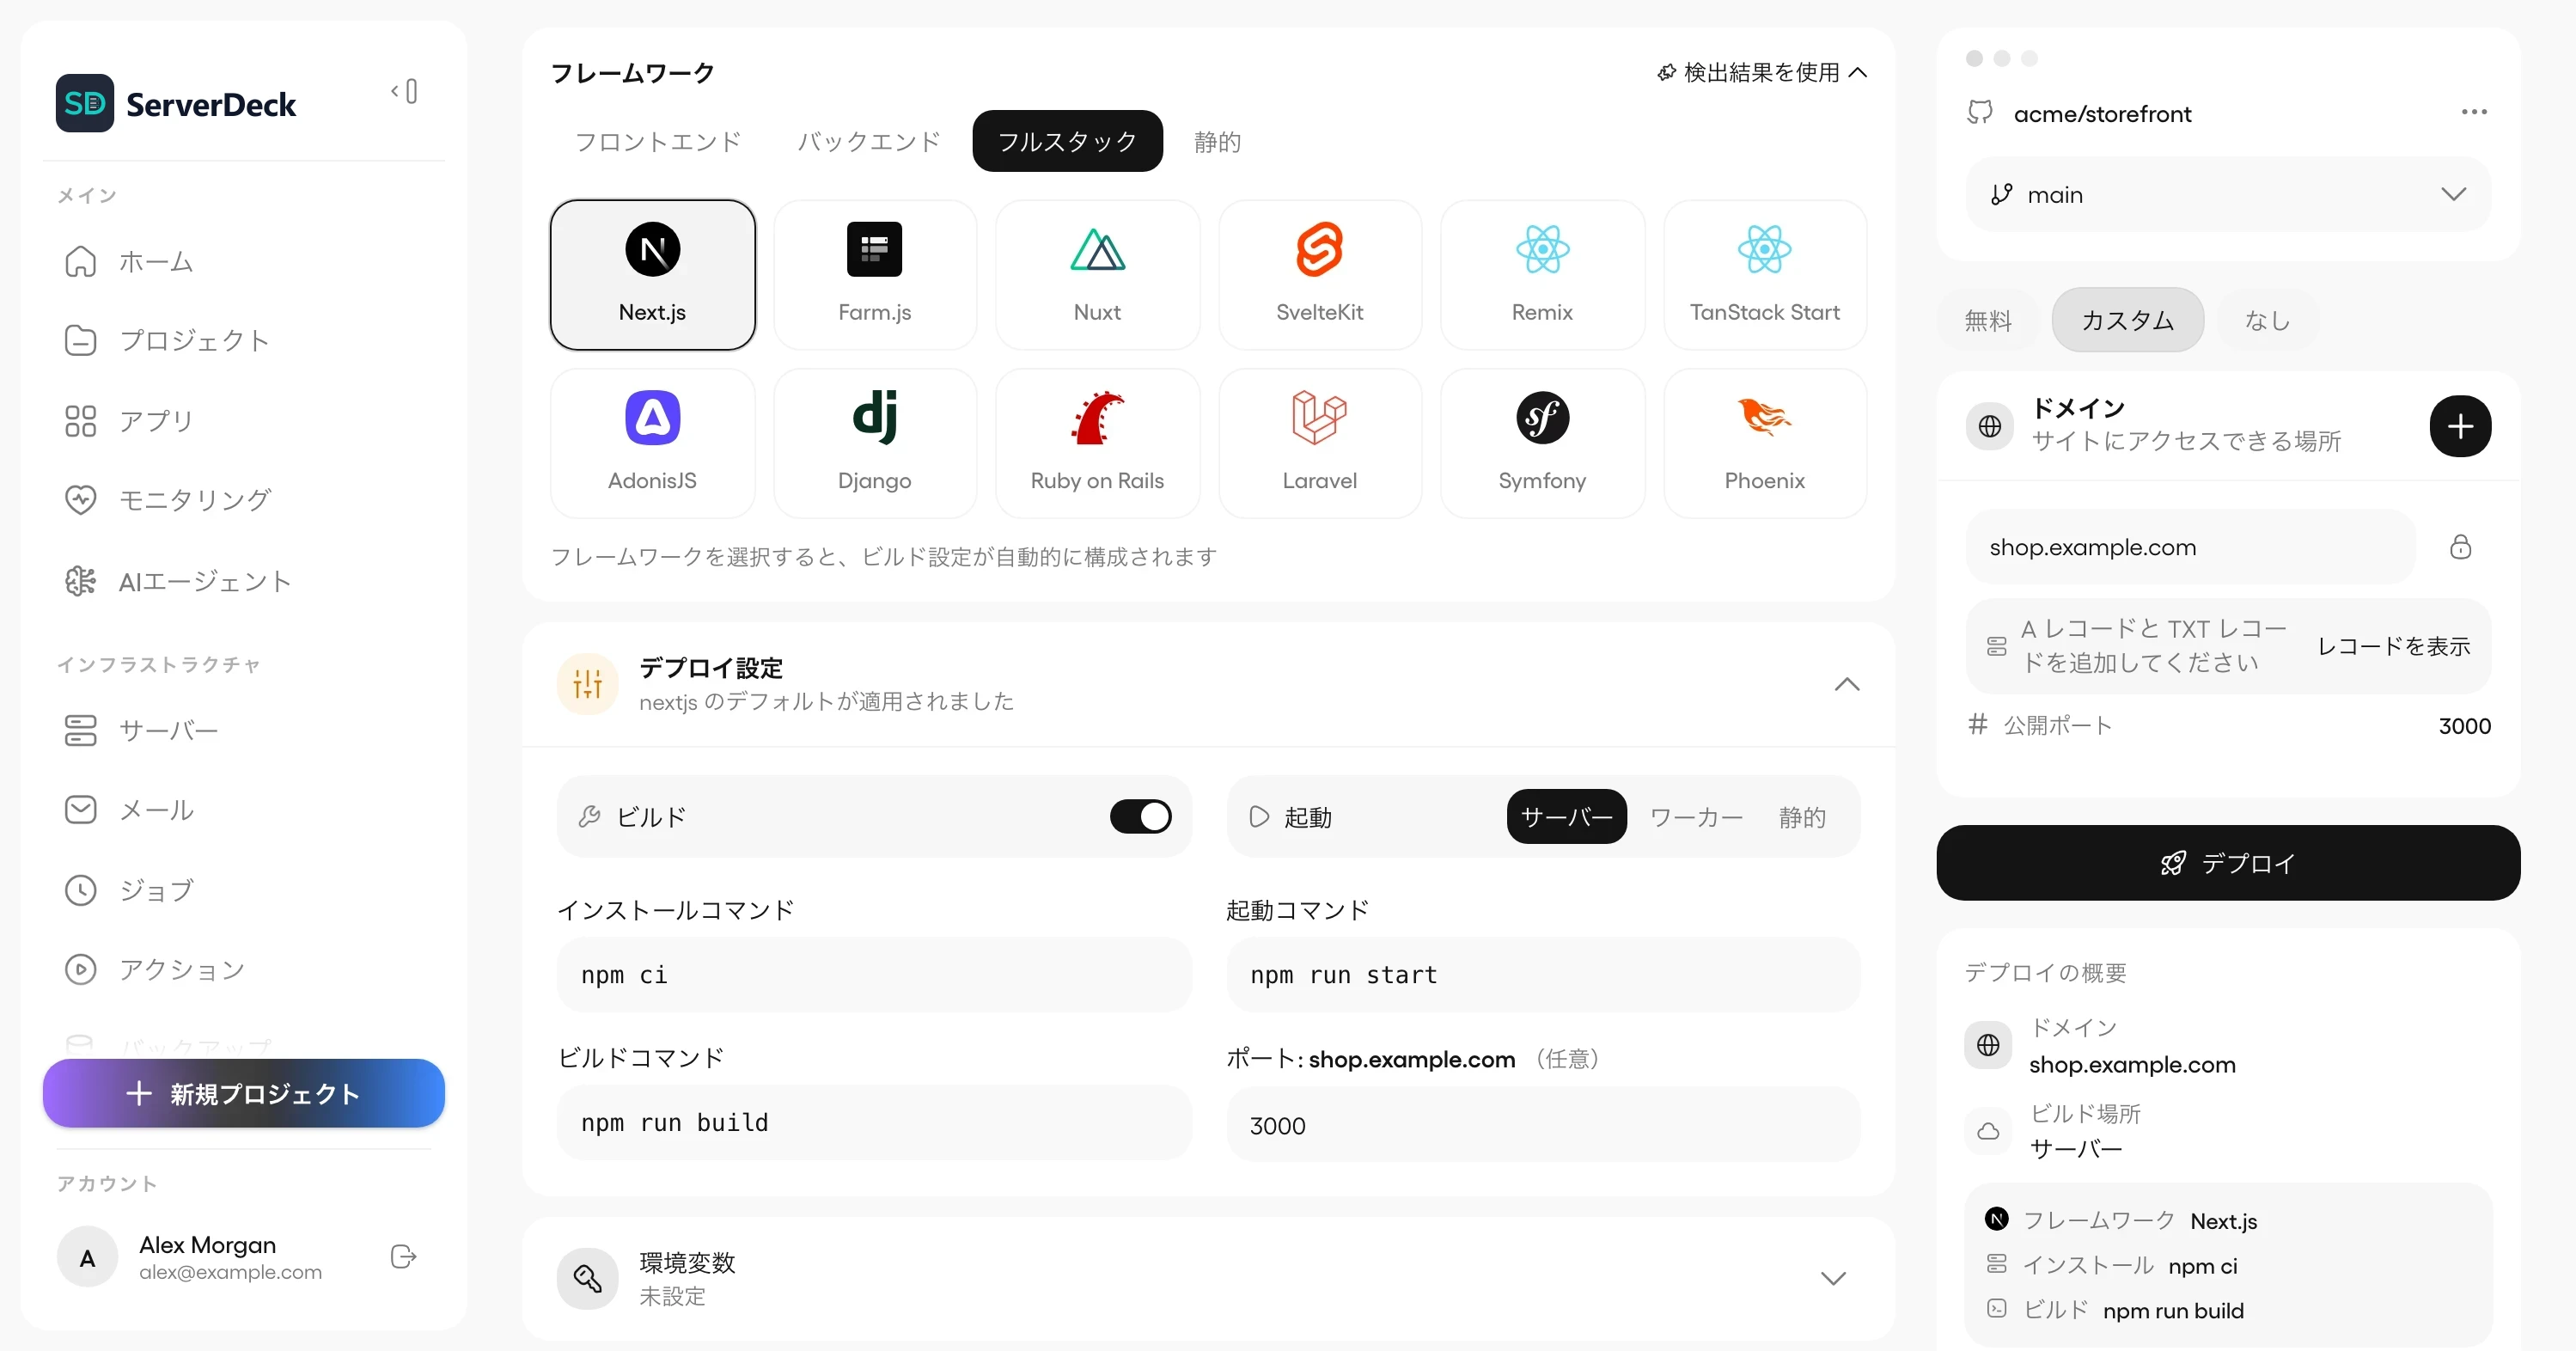 SD ServerDeck
メイン
ホーム
プロジェクト
アプリ
モニタリング
AIエージェント
インフラストラクチャ
サーバー
メール
ジョブ
アクション
バックアップ
新規プロジェクト
アカウント
A
Alex Morgan
alex@example.com
フレームワーク
検出結果を使用
フロントエンド
バックエンド
フルスタック
静的
Next.js
Farm.js
Nuxt
SvelteKit
Remix
TanStack Start
AdonisJS
dj
Django
Ruby on Rails
Laravel
sf
Symfony
Phoenix
フレームワークを選択すると、ビルド設定が自動的に構成されます
デプロイ設定
nextjs のデフォルトが適用されました
ビルド
起動
サーバー
ワーカー
静的
インストールコマンド
npm ci
起動コマンド
npm run start
ビルドコマンド
npm run build
ポート: shop.example.com （任意）
3000
環境変数
未設定
acme/storefront
main
無料
カスタム
なし
ドメイン
サイトにアクセスできる場所
shop.example.com
A レコードと TXT レコー
ドを追加してください
レコードを表示
公開ポート
3000
デプロイ
デプロイの概要
ドメイン
shop.example.com
ビルド場所
サーバー
フレームワーク Next.js
インストール npm ci
ビルド npm run build